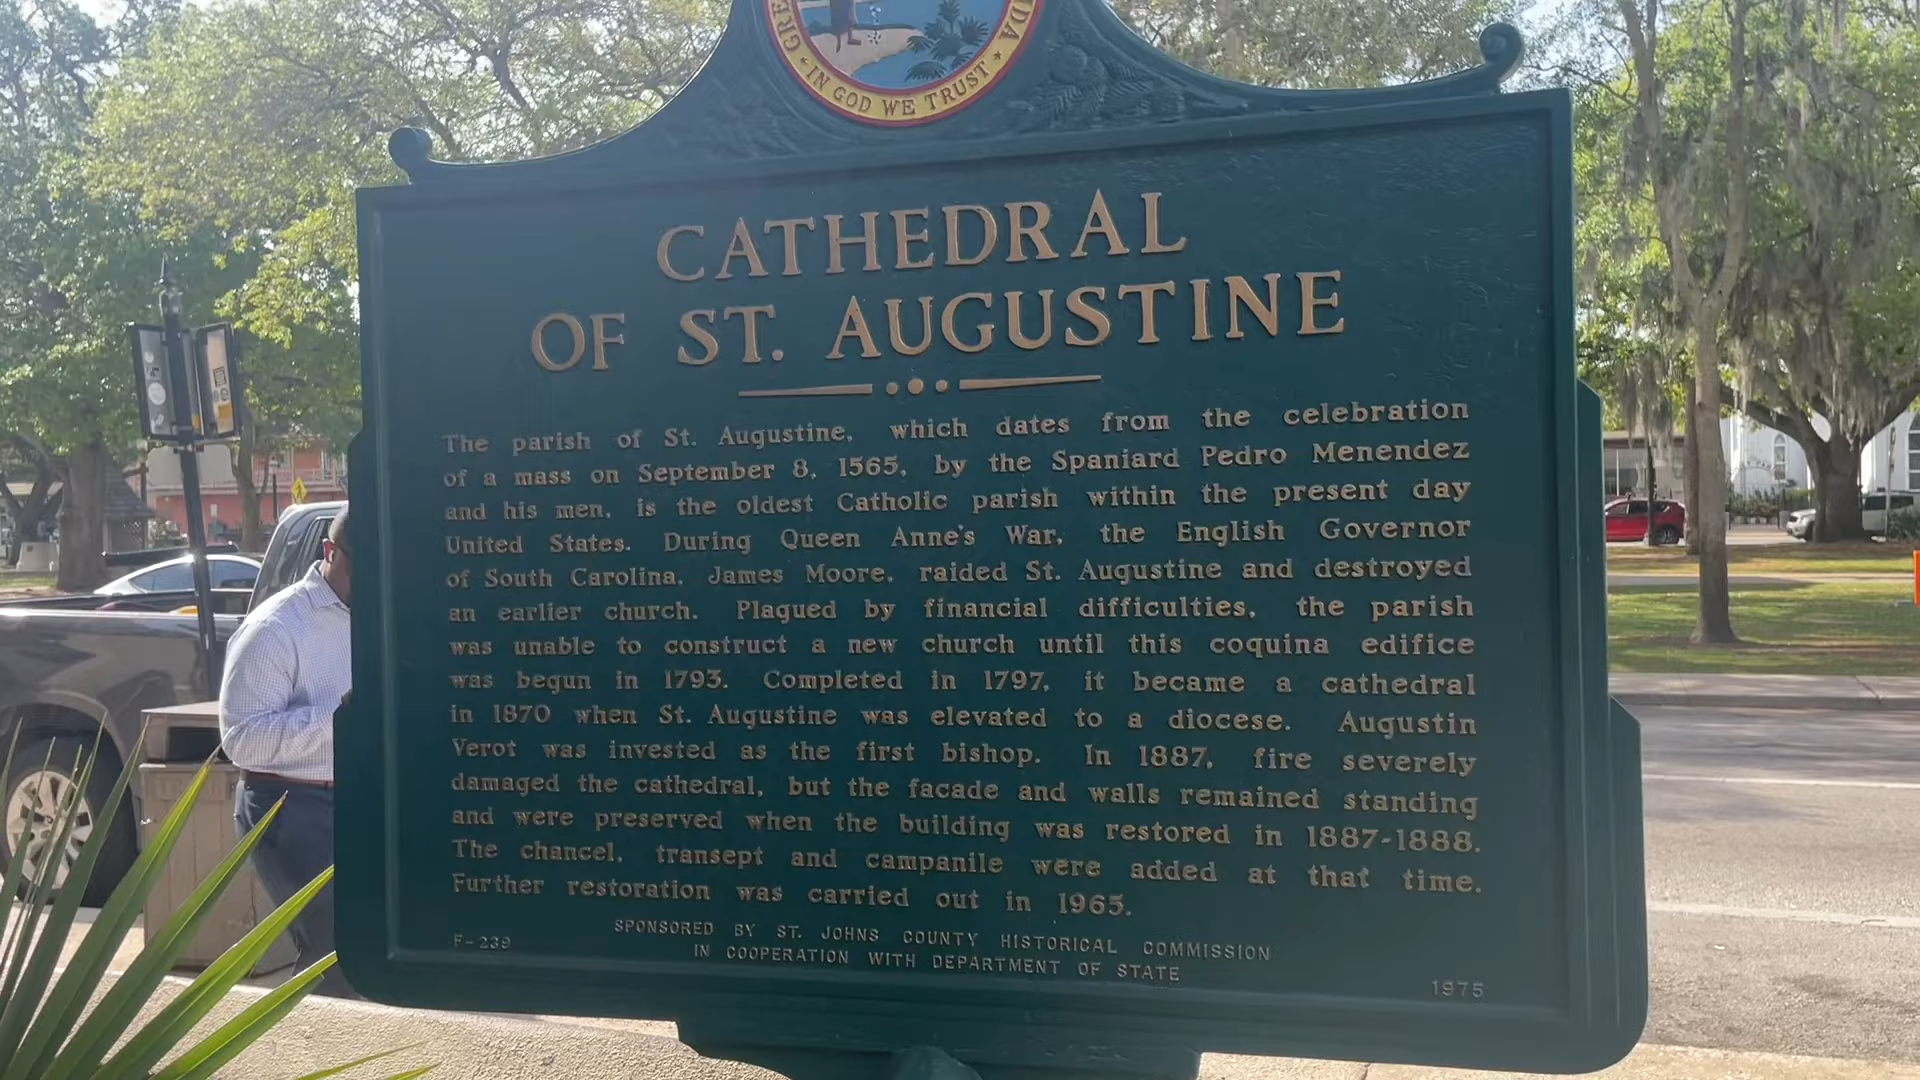 GRE
DA
IN GOD WE TRUST
CATHEDRAL
OF ST. AUGUSTINE
The parish of St. Augustine, which dates from the celebration
of a mass on September 8, 1565, by the Spaniard Pedro Menendez
and his men, is the oldest Catholic parish within the present day
United States. During Queen Anne's War, the English Governor
of South Carolina, James Moore, raided St. Augustine and destroyed
an earlier church. Plagued by financial difficulties, the parish
was unable to construct a new church until this coquina edifice
was begun in 1793. Completed in 1797, it became a cathedral
in 1870 when St. Augustine was elevated to a diocese. Augustin
Verot was invested as the first bishop. In 1887, fire severely
damaged the cathedral, but the facade and walls remained standing
and were preserved when the building was restored in 1887-1888.
The chancel, transept and campanile were added at that time.
Further restoration was carried out in 1965.
SPONSORED BY ST. JOHNS COUNTY HISTORICAL COMMISSION
IN COOPERATION WITH DEPARTMENT OF STATE
F-239
1975